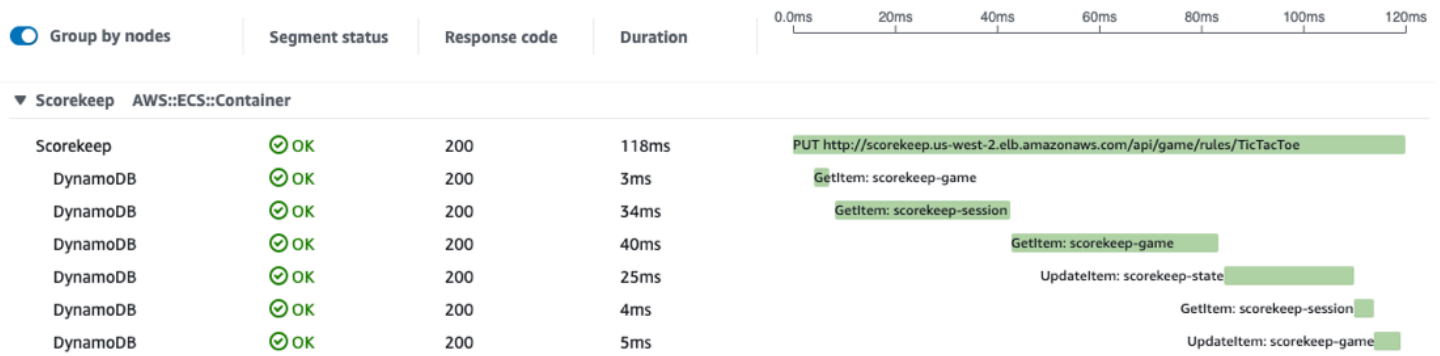 0.0ms 20ms 40ms 60ms 80ms 100ms 120ms
Group by nodes Segment status Response code Duration
▼ Scorekeep AWS::ECS::Container
Scorekeep OK 200 118ms PUT http://scorekeep.us-west-2.elb.amazonaws.com/api/game/rules/TicTacToe
DynamoDB OK 200 3ms GetItem: scorekeep-game
DynamoDB OK 200 34ms GetItem: scorekeep-session
DynamoDB OK 200 40ms GetItem: scorekeep-game
DynamoDB OK 200 25ms UpdateItem: scorekeep-state
DynamoDB OK 200 4ms GetItem: scorekeep-session
DynamoDB OK 200 5ms UpdateItem: scorekeep-game